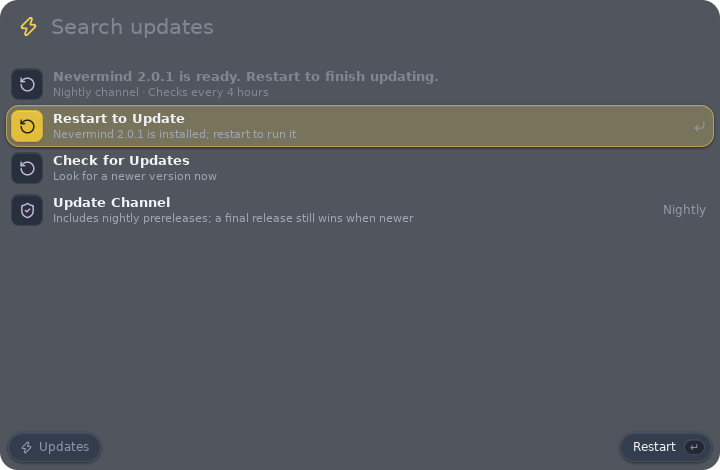 Search updates
Nevermind 2.0.1 is ready. Restart to finish updating.
Nightly channel · Checks every 4 hours
Restart to Update
Nevermind 2.0.1 is installed; restart to run it
Check for Updates
Look for a newer version now
Update Channel
Includes nightly prereleases; a final release still wins when newer
Nightly
Updates
Restart